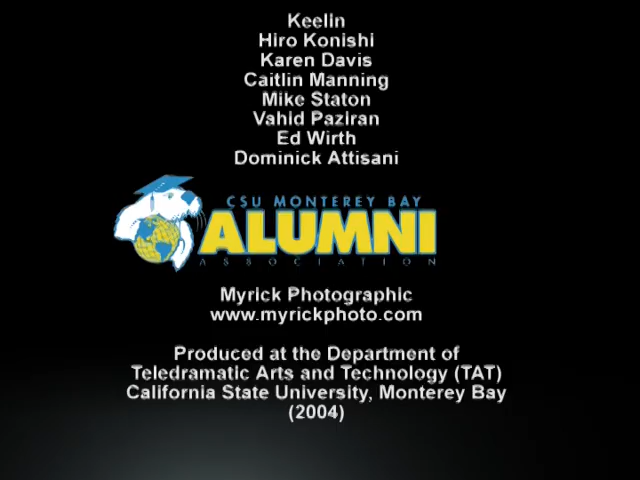 Keelin
Hiro Konishi
Karen Davis
Caitlin Manning
Mike Staton
Vahid Paziran
Ed Wirth
Dominick Attisani
CSU MONTEREY BAY
ALUMNI
ASSOCIATION
Myrick Photographic
www.myrickphoto.com
Produced at the Department of
Teledramatic Arts and Technology (TAT)
California State University, Monterey Bay
(2004)